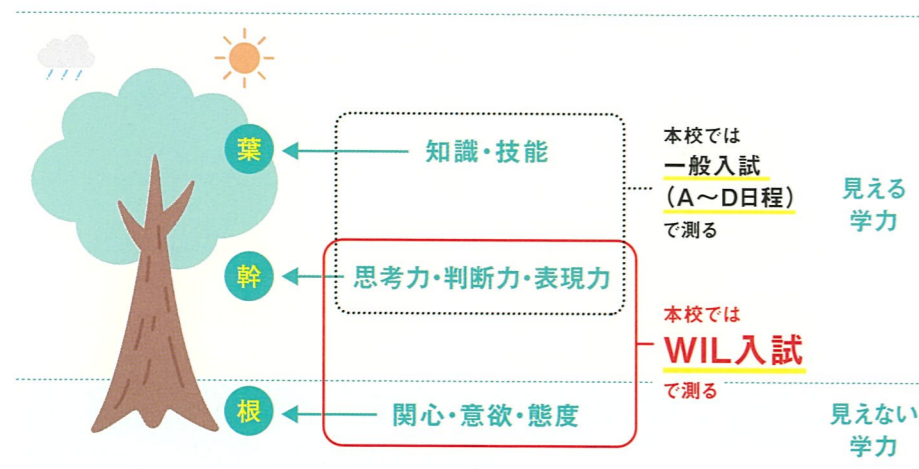 葉
知識・技能
本校では
一般入試
（A〜D日程）
で測る
見える
学力
幹
思考力・判断力・表現力
本校では
WIL入試
で測る
根
関心・意欲・態度
見えない
学力